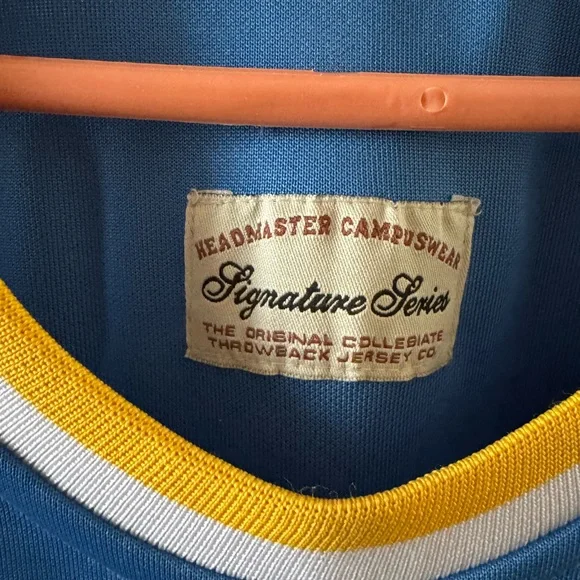 HEADMASTER CAMPUSWEAR
Signature Series
THE ORIGINAL COLLEGIATE
THROWBACK JERSEY CO